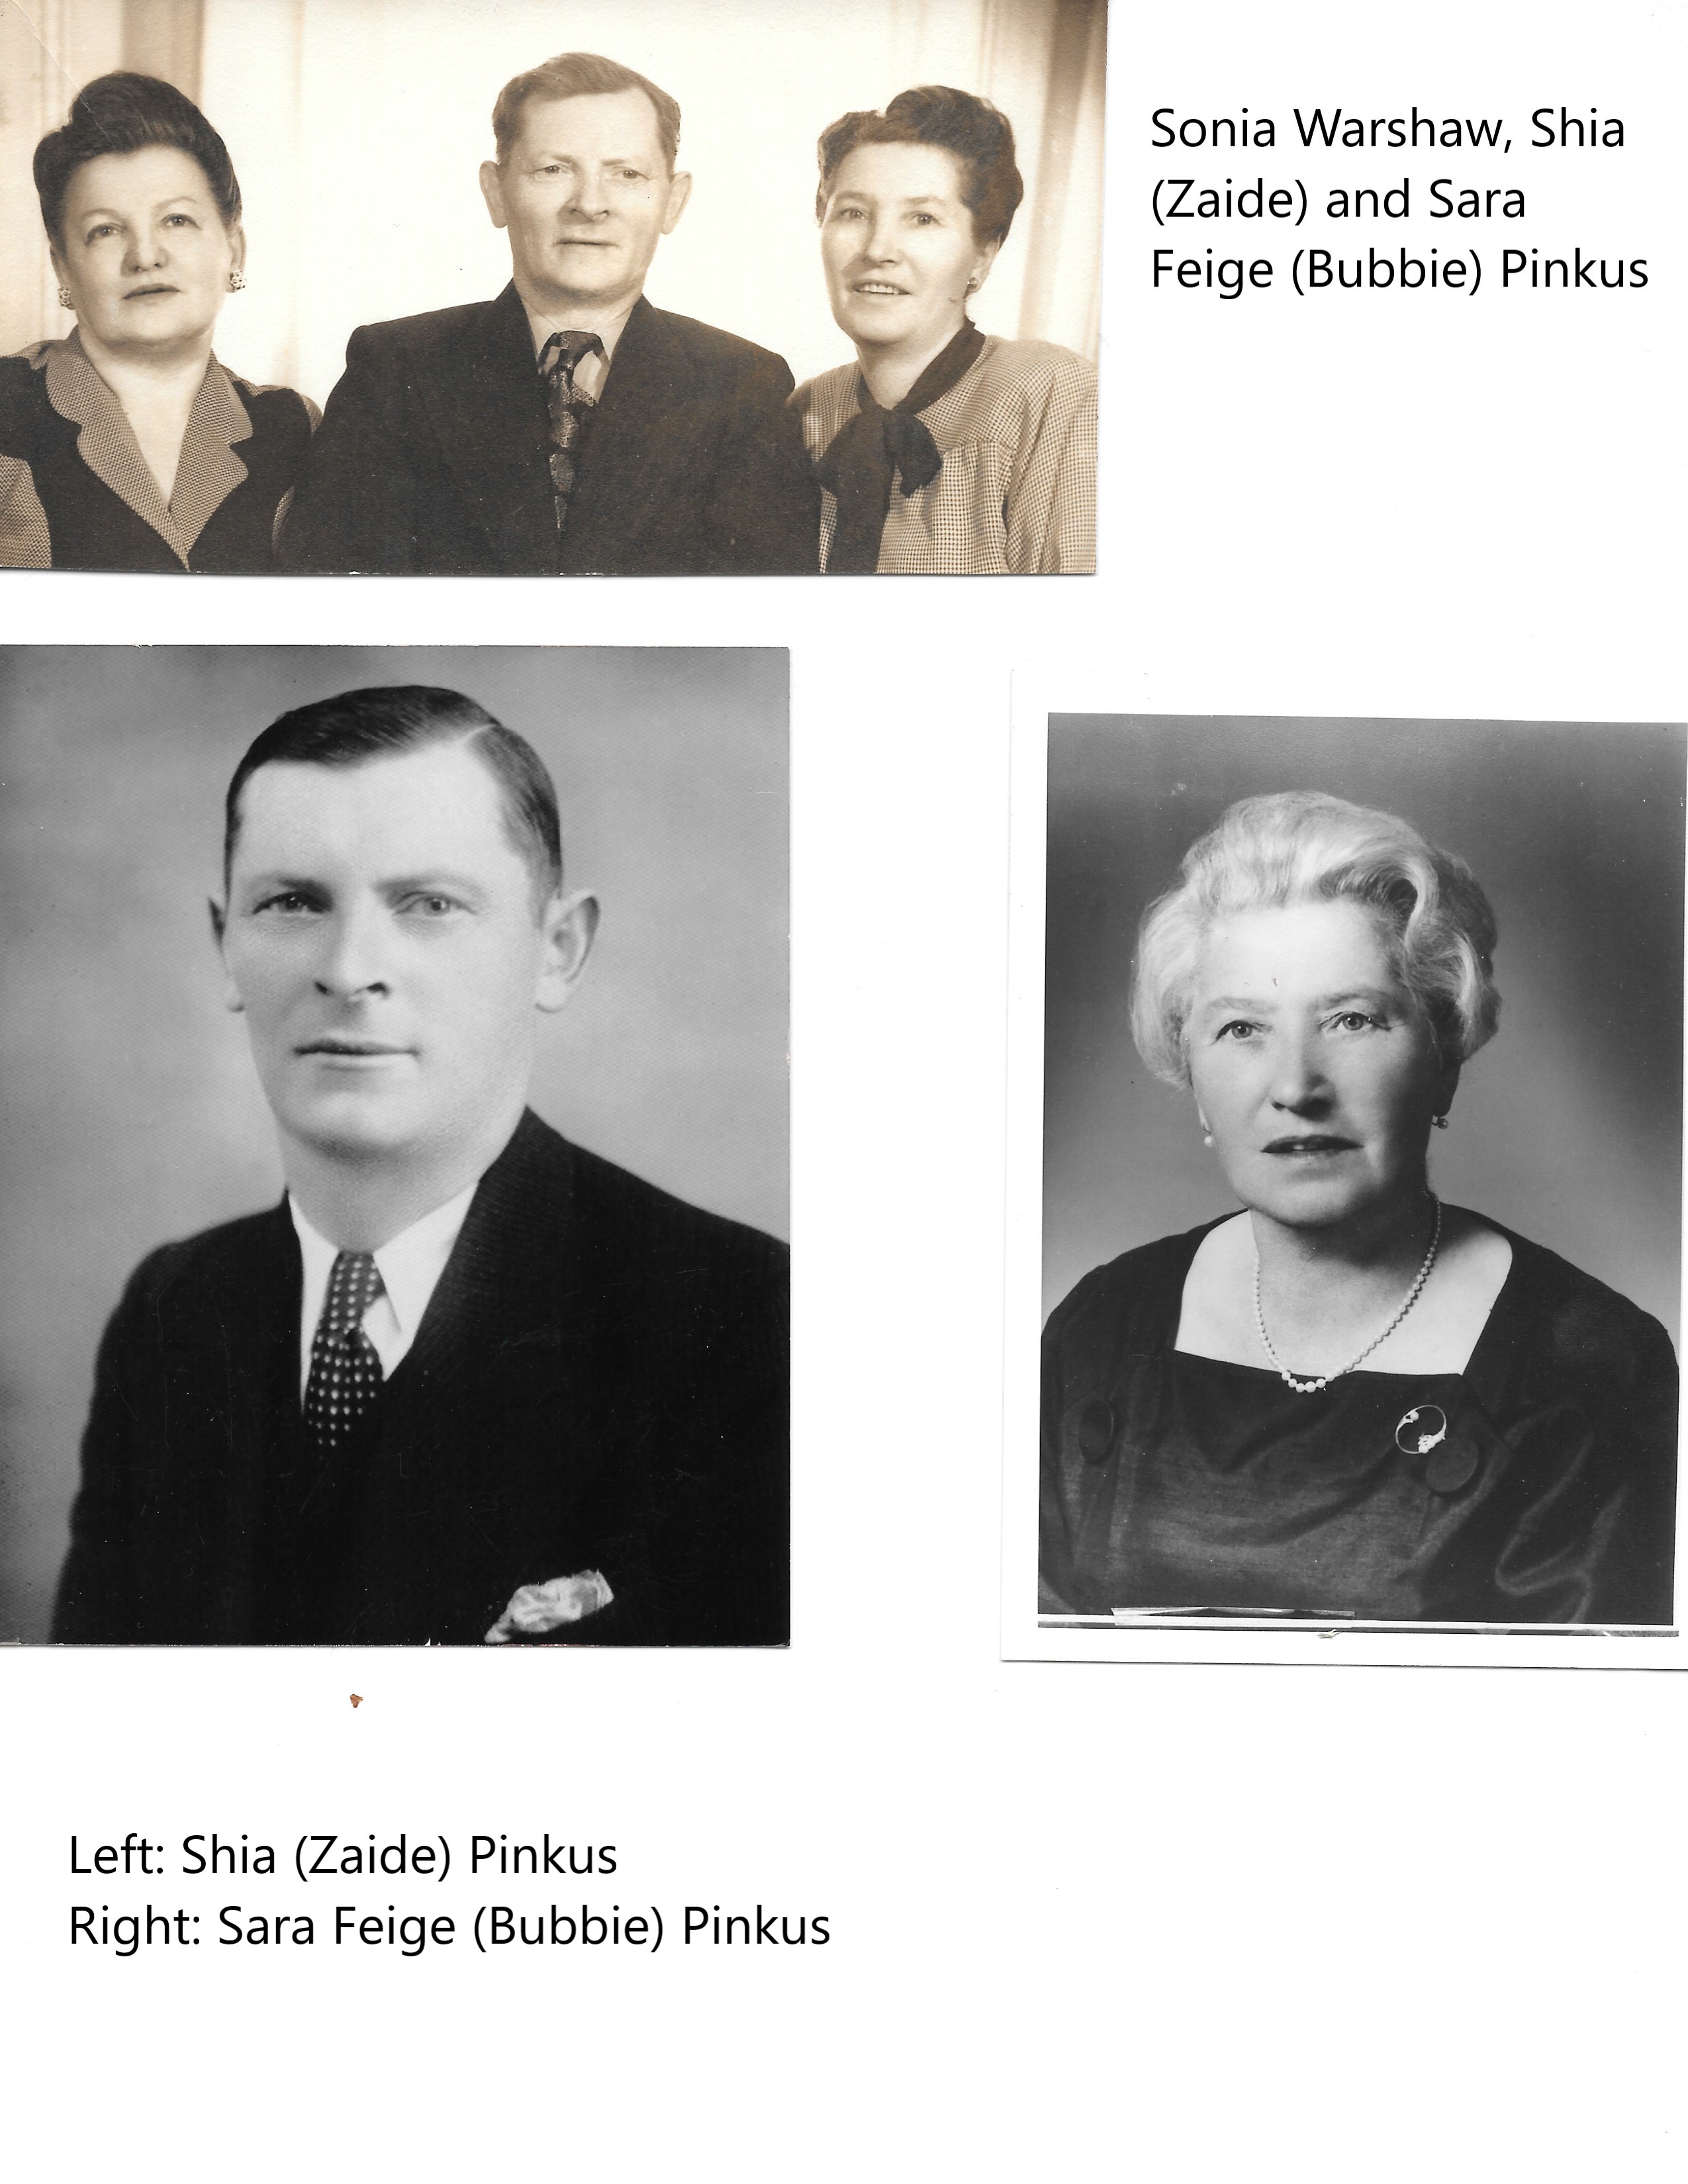 Sonia Warshaw, Shia
(Zaide) and Sara
Feige (Bubbie) Pinkus
Left: Shia (Zaide) Pinkus
Right: Sara Feige (Bubbie) Pinkus